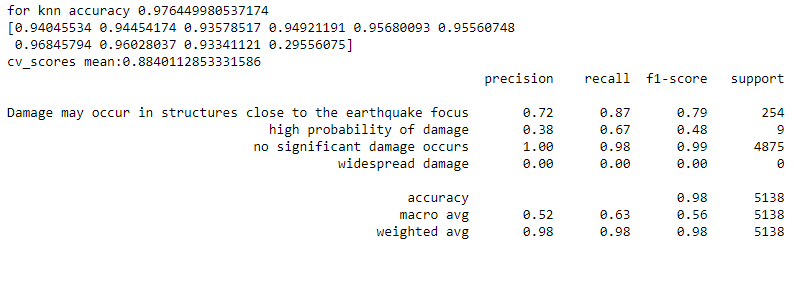 for knn accuracy 0.976449980537174
[0.94045534 0.94454174 0.93578517 0.94921191 0.95680093 0.95560748
0.96845794 0.96028037 0.93341121 0.29556075]
cv_scores mean:0.8840112853331586
precision recall f1-score support
Damage may occur in structures close to the earthquake focus 0.72 0.87 0.79 254
high probability of damage 0.38 0.67 0.48 9
no significant damage occurs 1.00 0.98 0.99 4875
widespread damage 0.00 0.00 0.00 0
accuracy 0.98 5138
macro avg 0.52 0.63 0.56 5138
weighted avg 0.98 0.98 0.98 5138